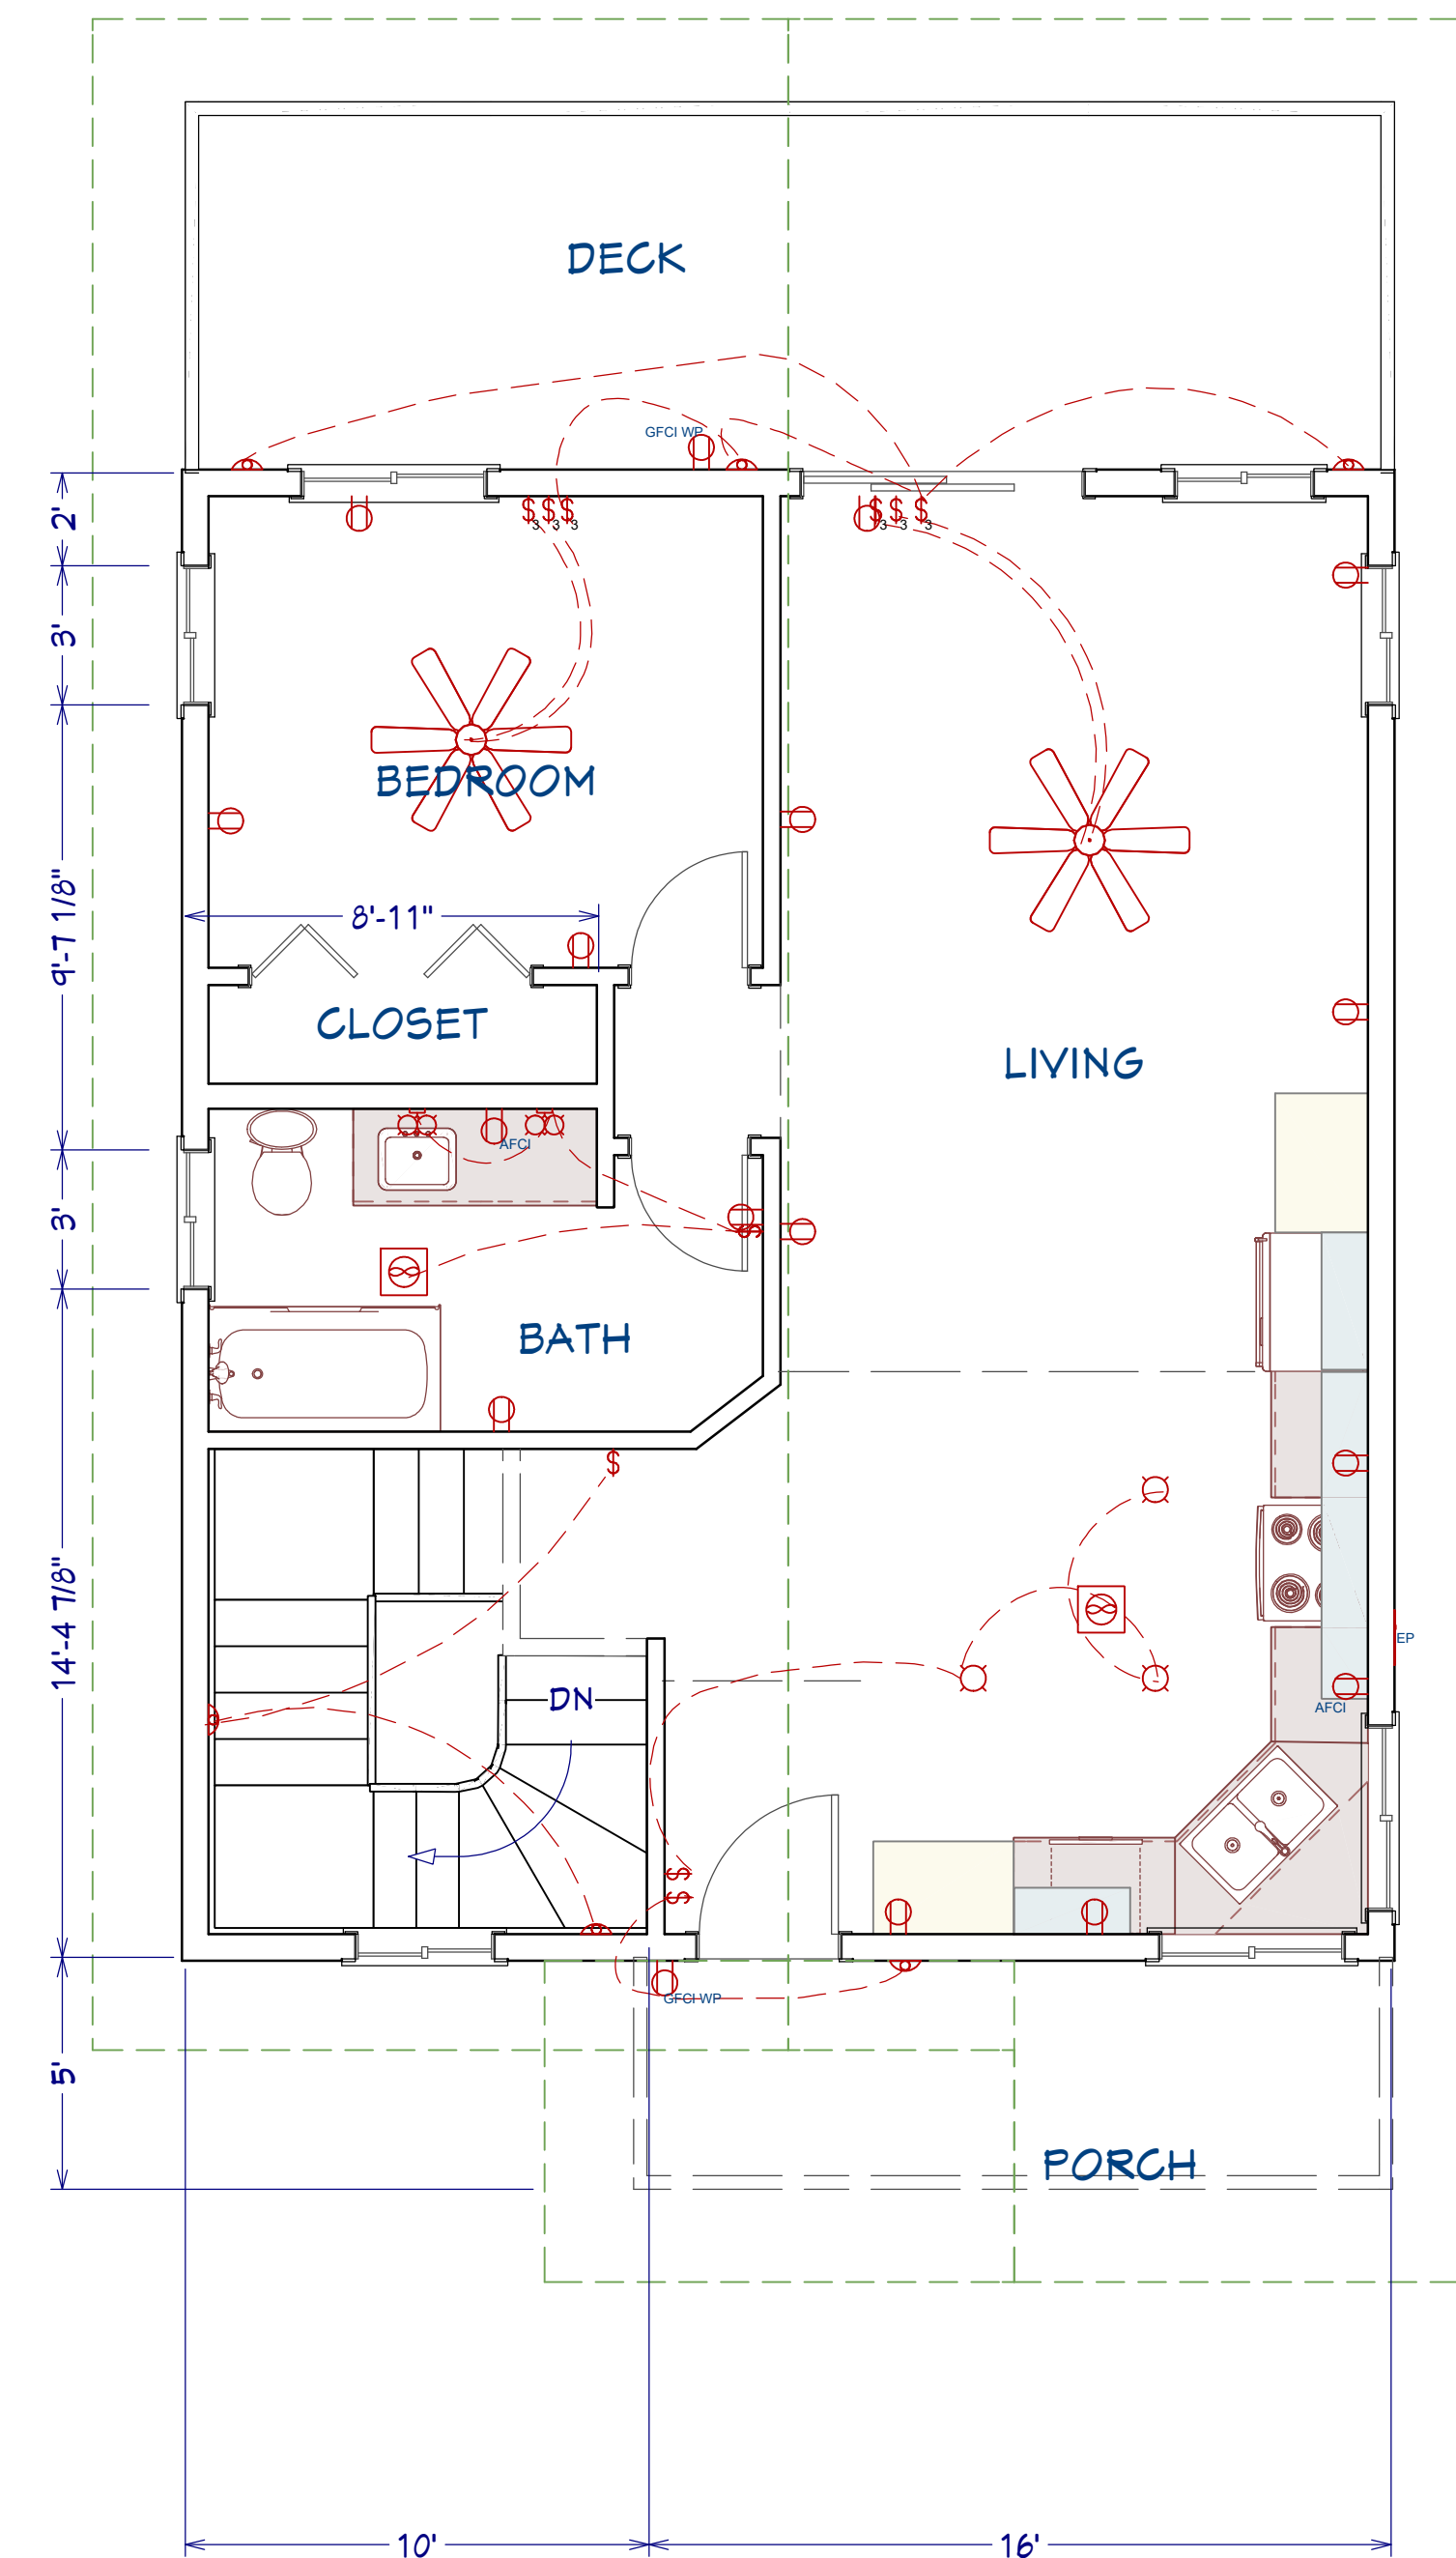 DECK
GFCI WP
2'
$3 $3 $3
$3 $3 $3
3'
BEDROOM
9'-7 1/8"
8'-11"
CLOSET
LIVING
AFCI
3'
$
BATH
$
14'-4 7/8"
EP
DN
AFCI
$
$
GFCI WP
5'
PORCH
10'
16'